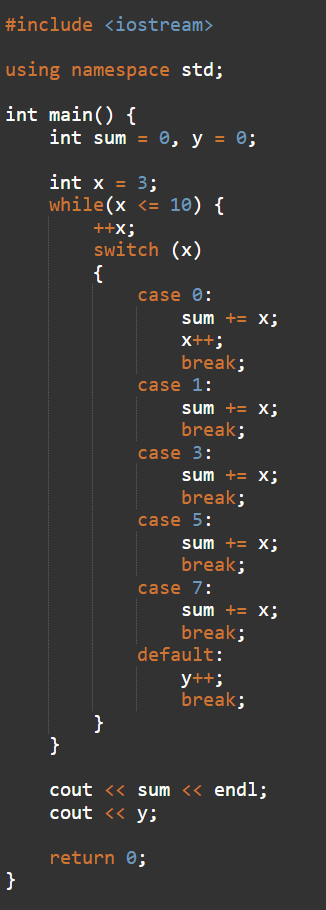 #include <iostream>
using namespace std;
int main() {
int sum = 0, y = 0;
int x = 3;
while(x <= 10) {
++x;
switch (x)
{
case 0:
sum += x;
x++;
break;
case 1:
sum += x;
break;
case 3:
sum += x;
break;
case 5:
sum += x;
break;
case 7:
sum += x;
break;
default:
y++;
break;
}
}
cout << sum << endl;
cout << y;
return 0;
}